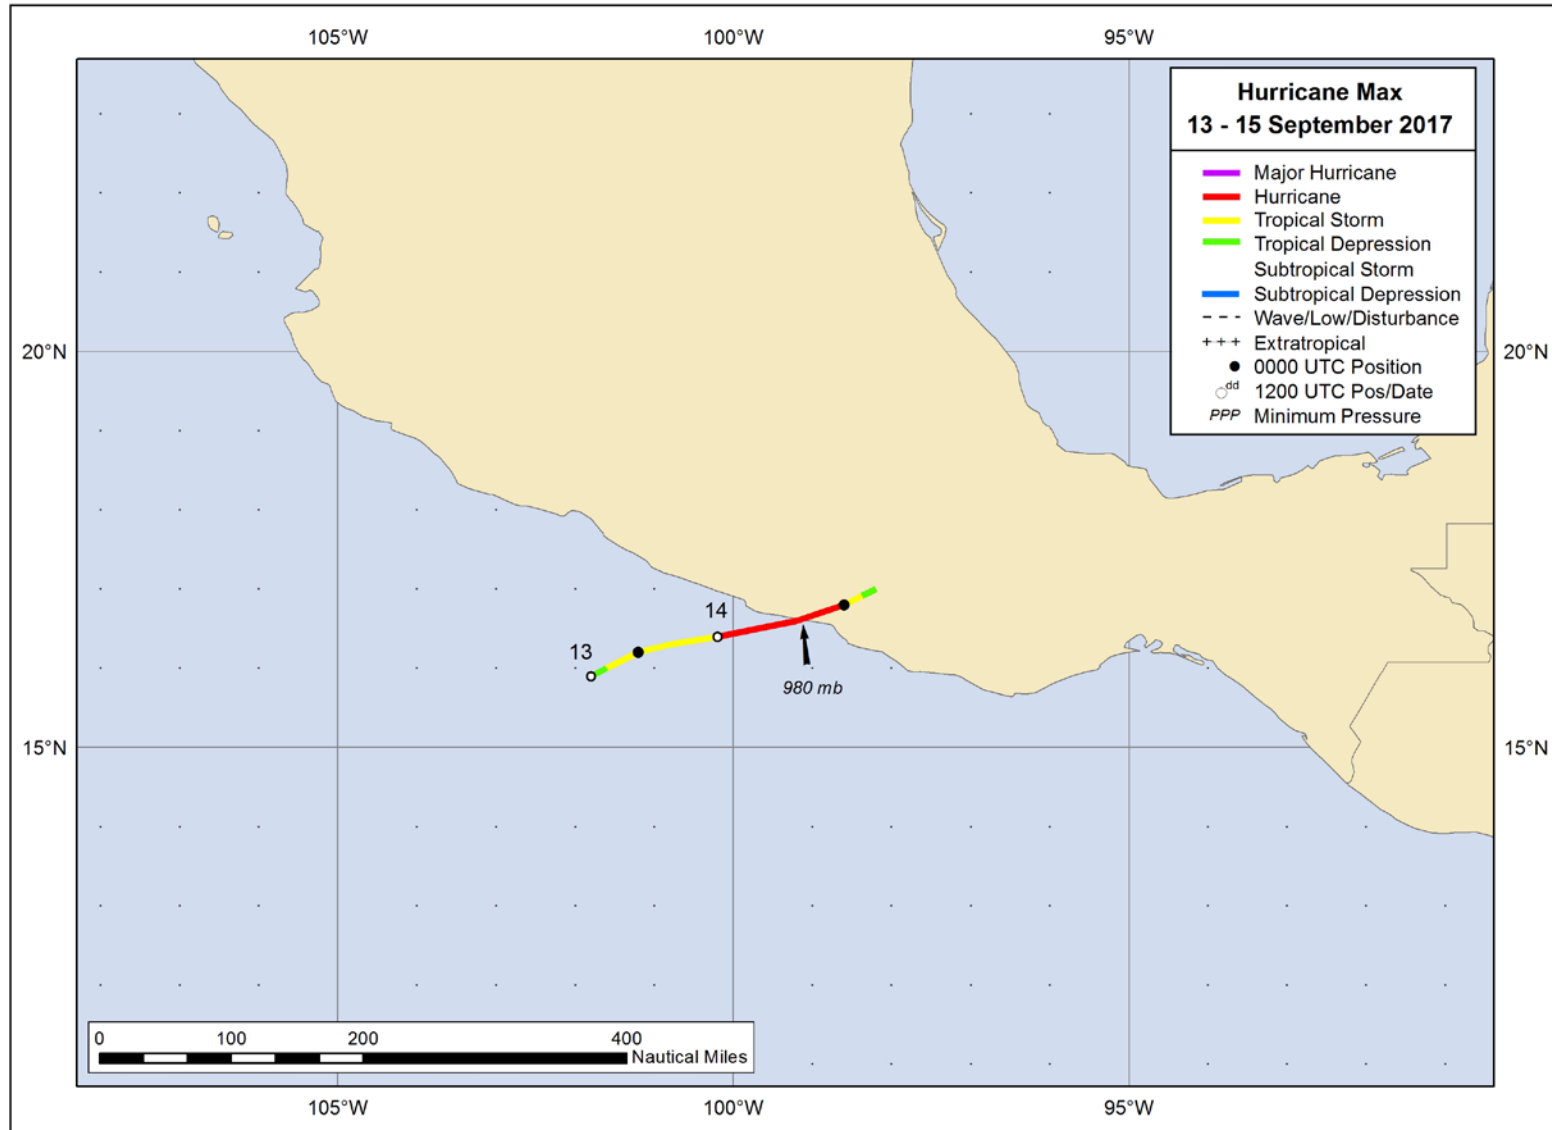 105°W 100°W 95°W
Hurricane Max
13 - 15 September 2017
Major Hurricane
Hurricane
Tropical Storm
Tropical Depression
Subtropical Storm
Subtropical Depression
Wave/Low/Disturbance
+++ Extratropical
0000 UTC Position
dd 1200 UTC Pos/Date
PPP Minimum Pressure
20°N 20°N
14
13
980 mb
15°N 15°N
0 100 200 400
Nautical Miles
105°W 100°W 95°W